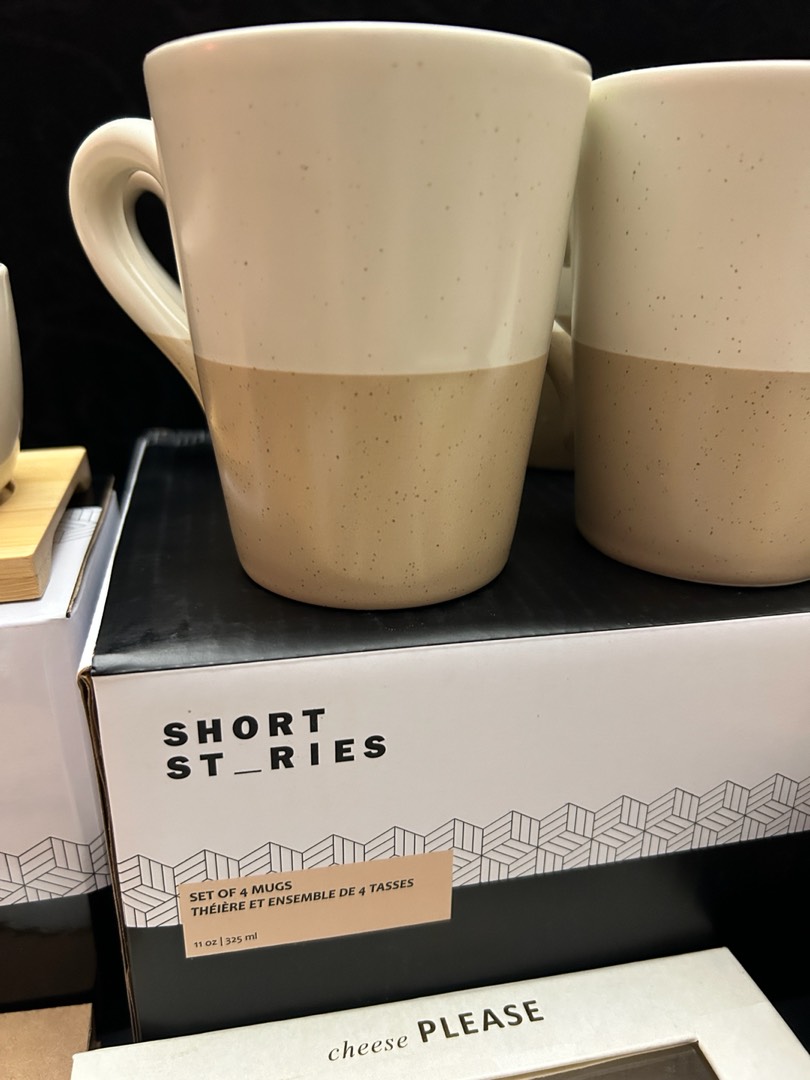 SHORT
ST_RIES
SET OF 4 MUGS
THÉIÈRE ET ENSEMBLE DE 4 TASSES
11 oz | 325 ml
cheese PLEASE